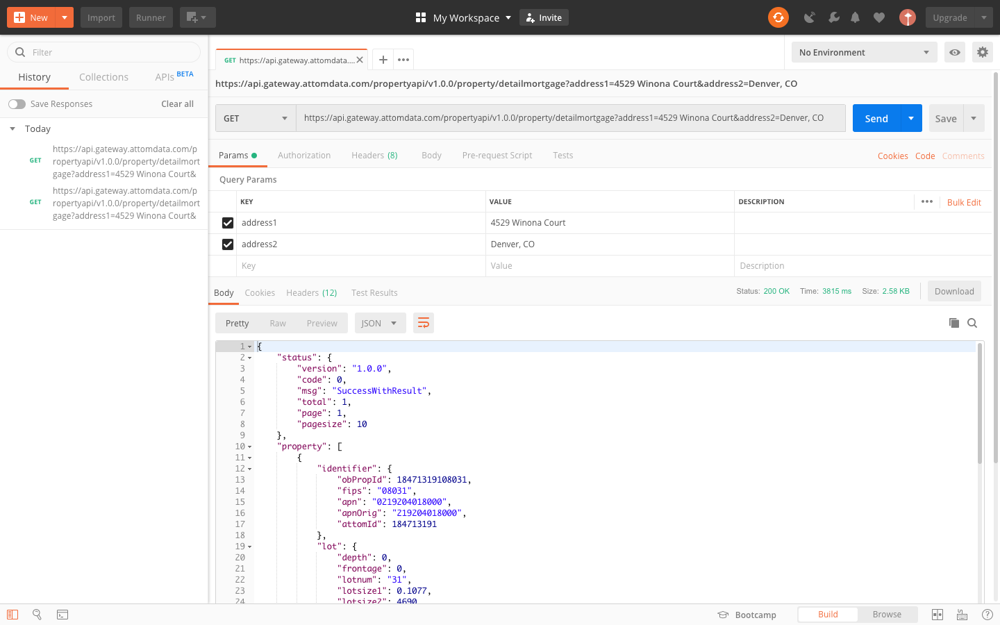 New
Import
Runner
My Workspace
Invite
Upgrade
Filter
History
Collections
APIs BETA
Save Responses
Clear all
Today
GET
https://api.gateway.attomdata.com/p
ropertyapi/v1.0.0/property/detailmort
gage?address1=4529 Winona Court&
GET
https://api.gateway.attomdata.com/p
ropertyapi/v1.0.0/property/detailmort
gage?address1=4529 Winona Court&
GET https://api.gateway.attomdata....
No Environment
https://api.gateway.attomdata.com/propertyapi/v1.0.0/property/detailmortgage?address1=4529 Winona Court&address2=Denver, CO
GET
https://api.gateway.attomdata.com/propertyapi/v1.0.0/property/detailmortgage?address1=4529 Winona Court&address2=Denver, CO
Send
Save
Params
Authorization
Headers (8)
Body
Pre-request Script
Tests
Cookies
Code
Comments
Query Params
KEY
VALUE
DESCRIPTION
Bulk Edit
address1
4529 Winona Court
address2
Denver, CO
Key
Value
Description
Body
Cookies
Headers (12)
Test Results
Status: 200 OK
Time: 3815 ms
Size: 2.58 KB
Download
Pretty
Raw
Preview
JSON
1 {
2 "status": {
3 "version": "1.0.0",
4 "code": 0,
5 "msg": "SuccessWithResult",
6 "total": 1,
7 "page": 1,
8 "pagesize": 10
9 },
10 "property": [
11 {
12 "identifier": {
13 "obPropId": 18471319108031,
14 "fips": "08031",
15 "apn": "0219204018000",
16 "apnOrig": "219204018000",
17 "attomId": 184713191
18 },
19 "lot": {
20 "depth": 0,
21 "frontage": 0,
22 "lotnum": "31",
23 "lotsize1": 0.1077,
24 "lotsize2": 4690
Bootcamp
Build
Browse